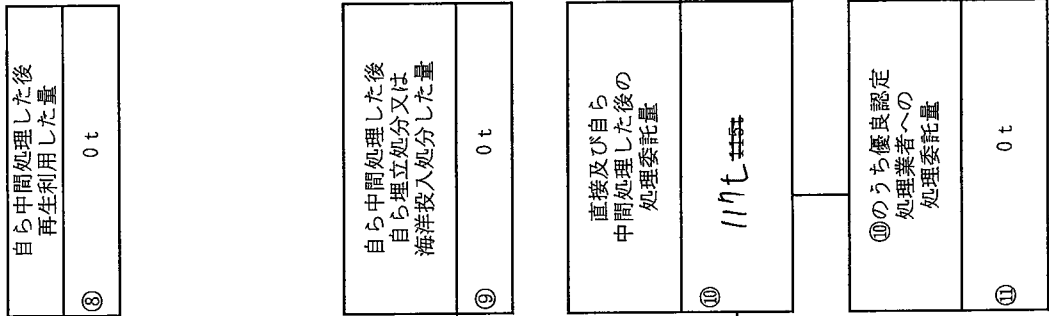 自ら中間処理した後
再生利用した量
⑧ 0 t
自ら中間処理した後
自ら埋立処分又は
海洋投入処分した量
⑨ 0 t
直接及び自ら
中間処理した後の
処理委託量
⑩ 117t 115t
⑩のうち優良認定
処理業者への
処理委託量
⑪ 0 t